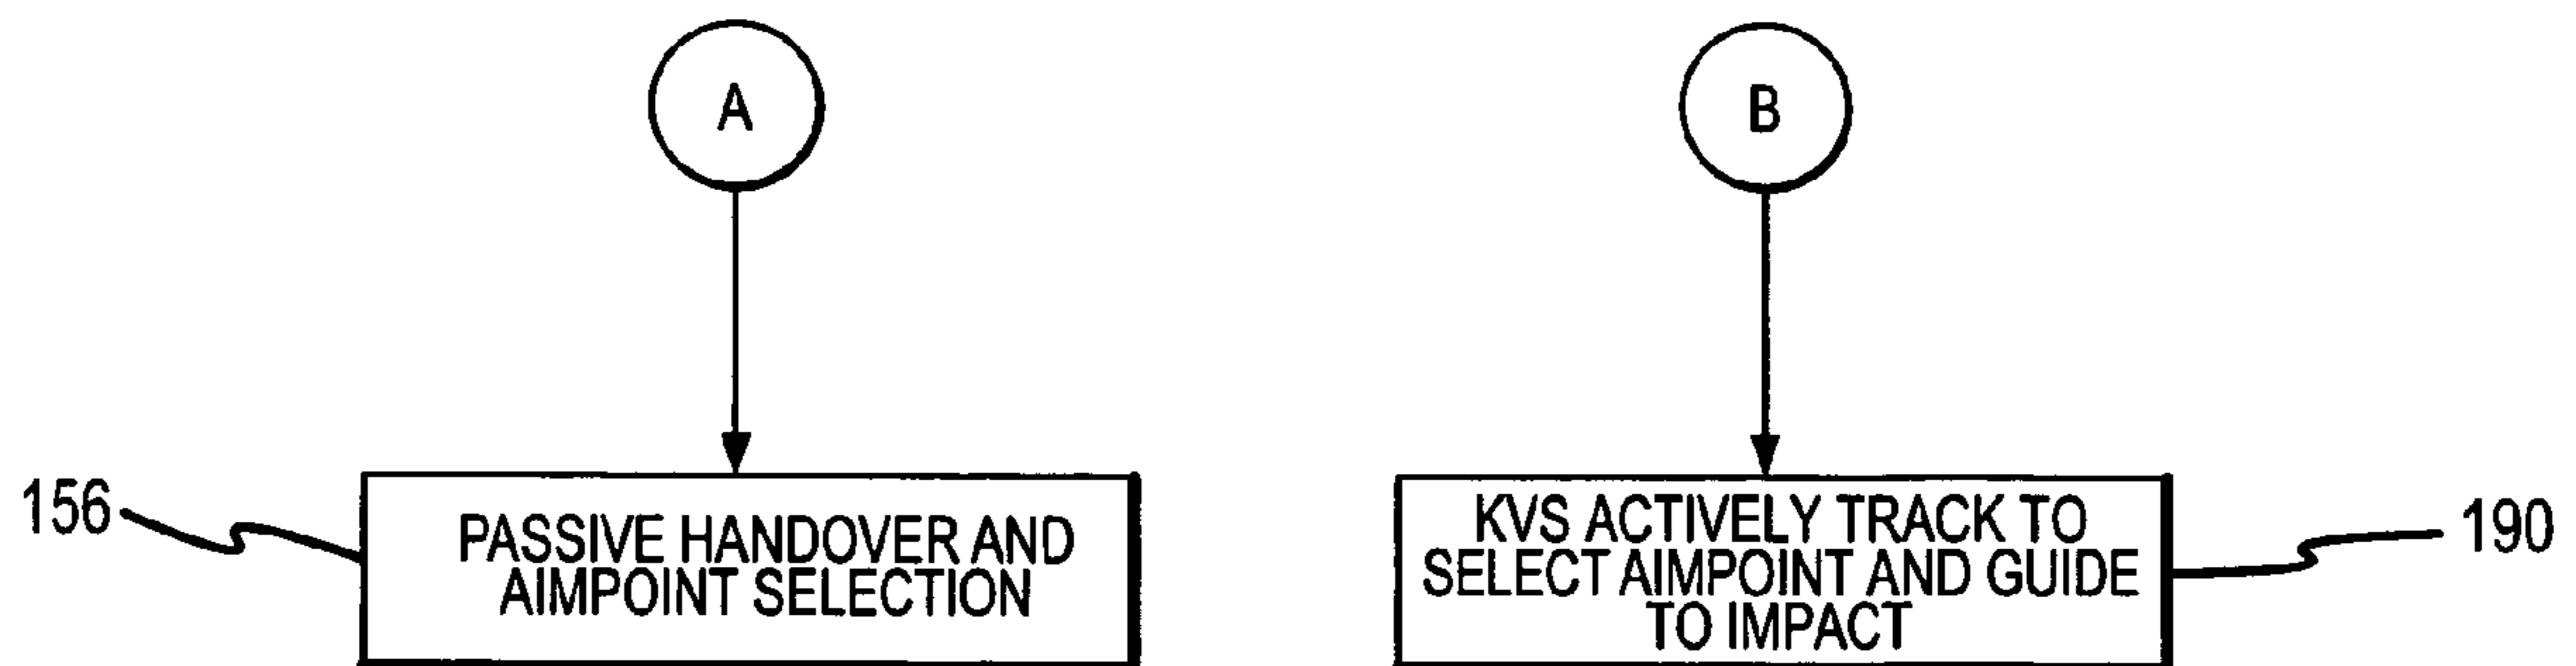 A
B
156
PASSIVE HANDOVER AND
AIMPOINT SELECTION
KVS ACTIVELY TRACK TO
SELECT AIMPOINT AND GUIDE
TO IMPACT
190